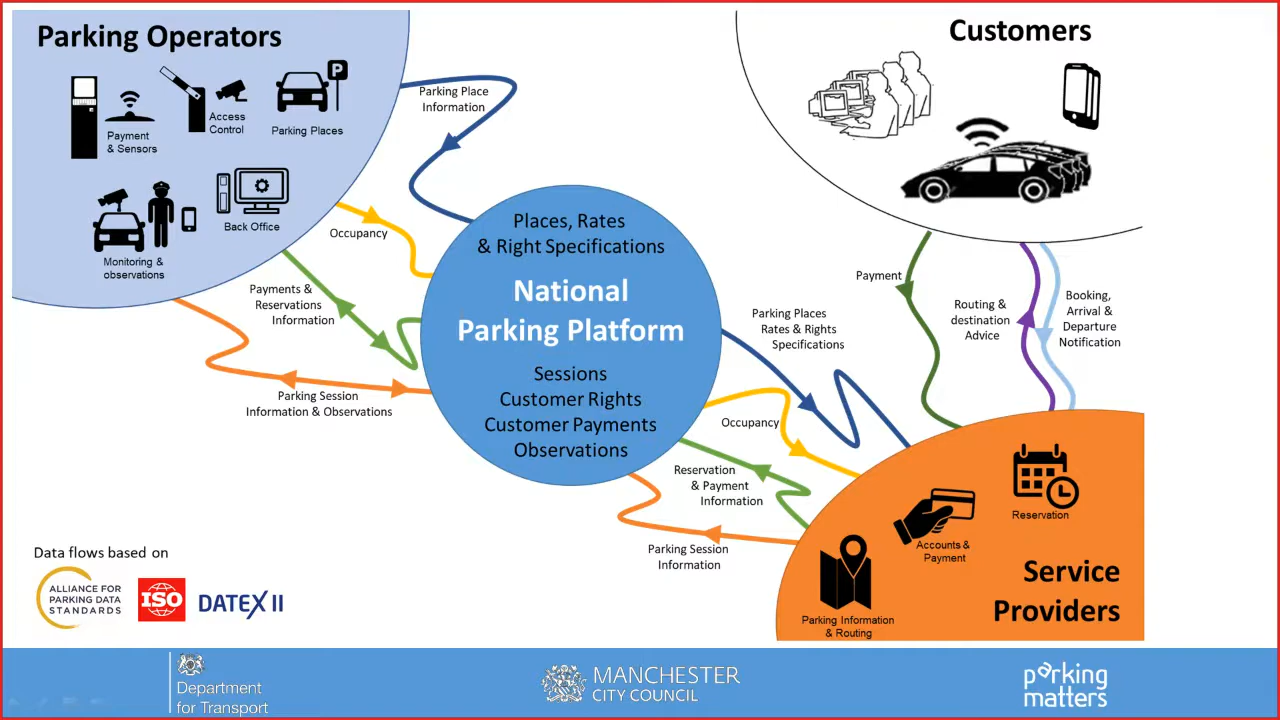 Parking Operators
Payment
& Sensors
Access
Control
P
Parking Places
Monitoring &
observations
Back Office
Parking Place
Information
Occupancy
Payments &
Reservations
Information
Parking Session
Information & Observations
Places, Rates
& Right Specifications
National
Parking Platform
Sessions
Customer Rights
Customer Payments
Observations
Customers
Payment
Routing &
destination
Advice
Booking,
Arrival &
Departure
Notification
Parking Places
Rates & Rights
Specifications
Occupancy
Reservation
& Payment
Information
Parking Session
Information
Reservation
Accounts &
Payment
Parking Information
& Routing
Service
Providers
Data flows based on
ALLIANCE FOR
PARKING DATA
STANDARDS
ISO
DATEX II
Department
for Transport
MANCHESTER
CITY COUNCIL
parking
matters